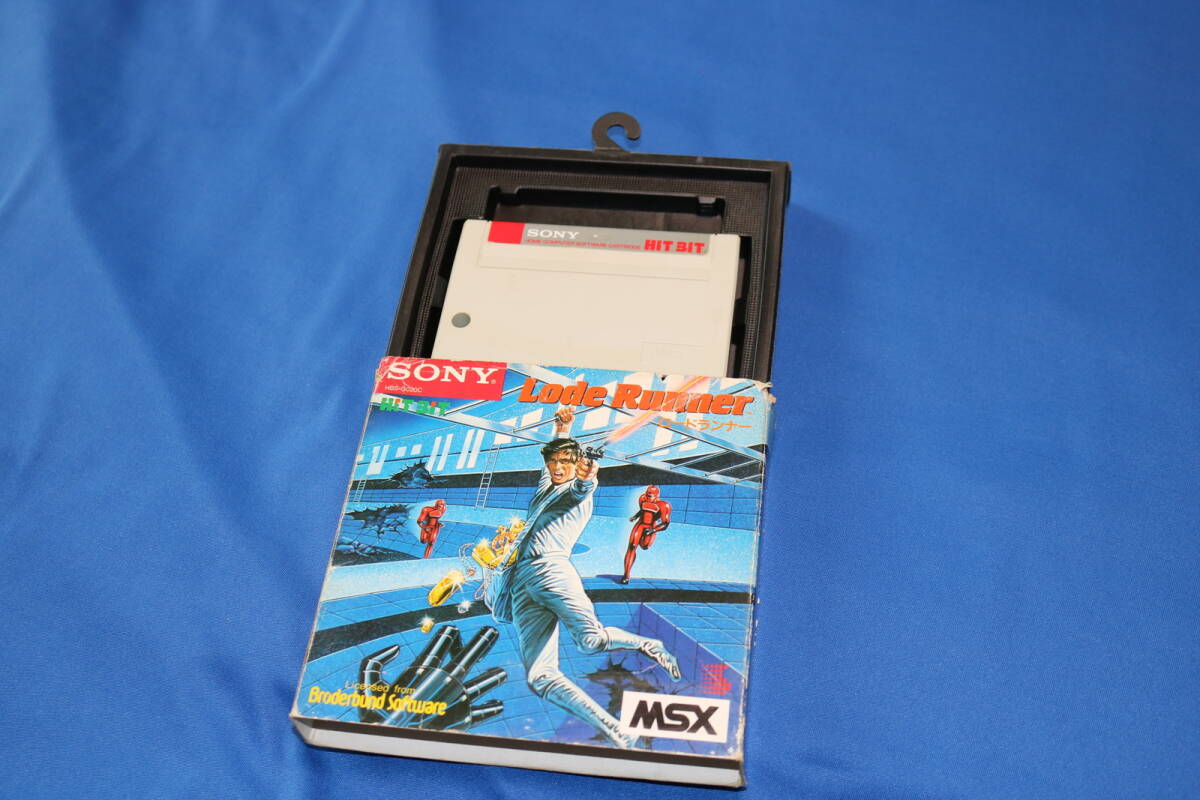 SONY
HOME COMPUTER SOFTWARE CARTRIDGE HIT BIT
SONY®
HBS-G020C
HIT BIT
Lode Runner
ロードランナー
Licensed from
Brøderbund Software
MSX